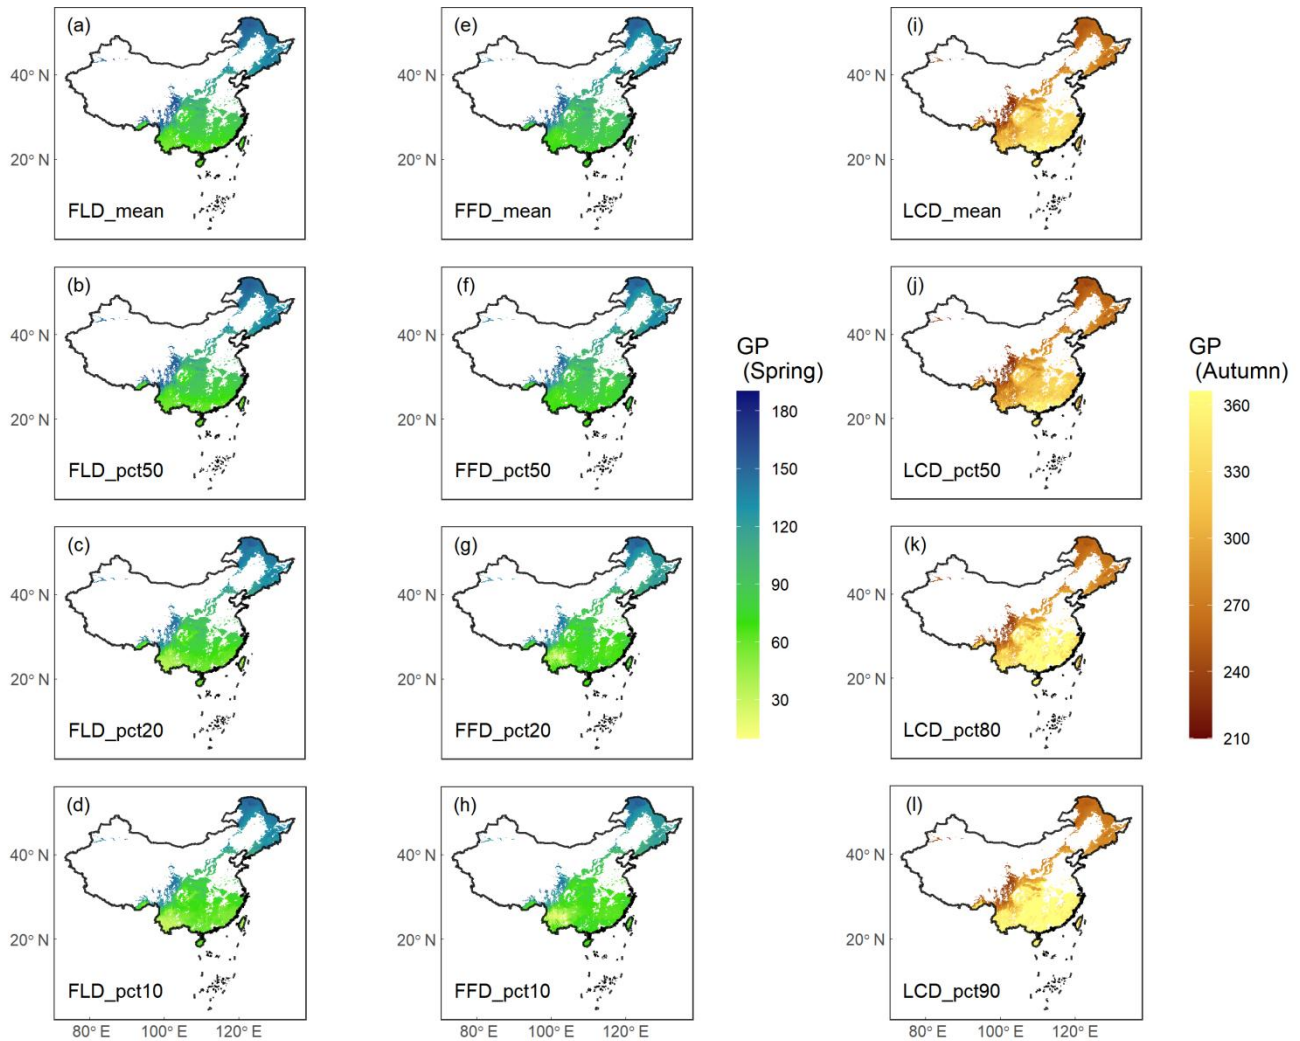 (a)
(e)
(i)
40° N
40° N
40° N
20° N
20° N
20° N
FLD_mean
FFD_mean
LCD_mean
(b)
(f)
(j)
40° N
40° N
40° N
20° N
20° N
20° N
FLD_pct50
FFD_pct50
LCD_pct50
GP
(Spring)
180
150
120
90
60
30
GP
(Autumn)
360
330
300
270
240
210
(c)
(g)
(k)
40° N
40° N
40° N
20° N
20° N
20° N
FLD_pct20
FFD_pct20
LCD_pct80
(d)
(h)
(l)
40° N
40° N
40° N
20° N
20° N
20° N
FLD_pct10
FFD_pct10
LCD_pct90
80° E 100° E 120° E
80° E 100° E 120° E
80° E 100° E 120° E